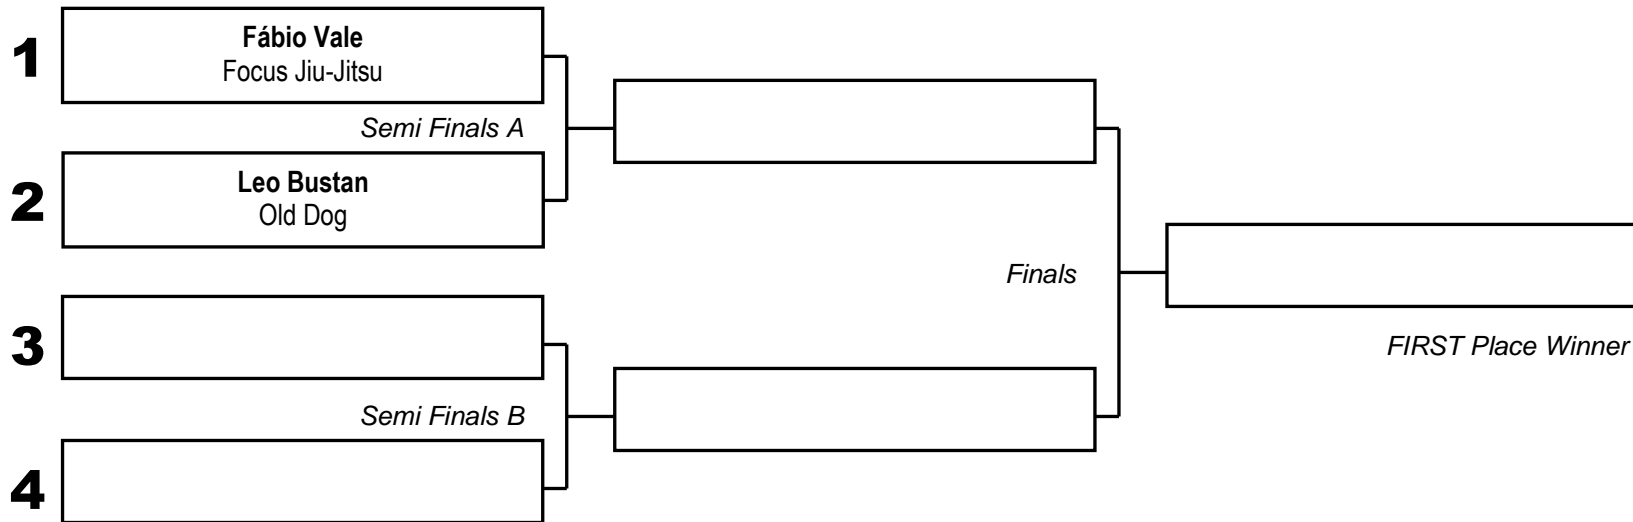 1
Fábio Vale
Focus Jiu-Jitsu
Semi Finals A
2
Leo Bustan
Old Dog
Finals
3
FIRST Place Winner
Semi Finals B
4